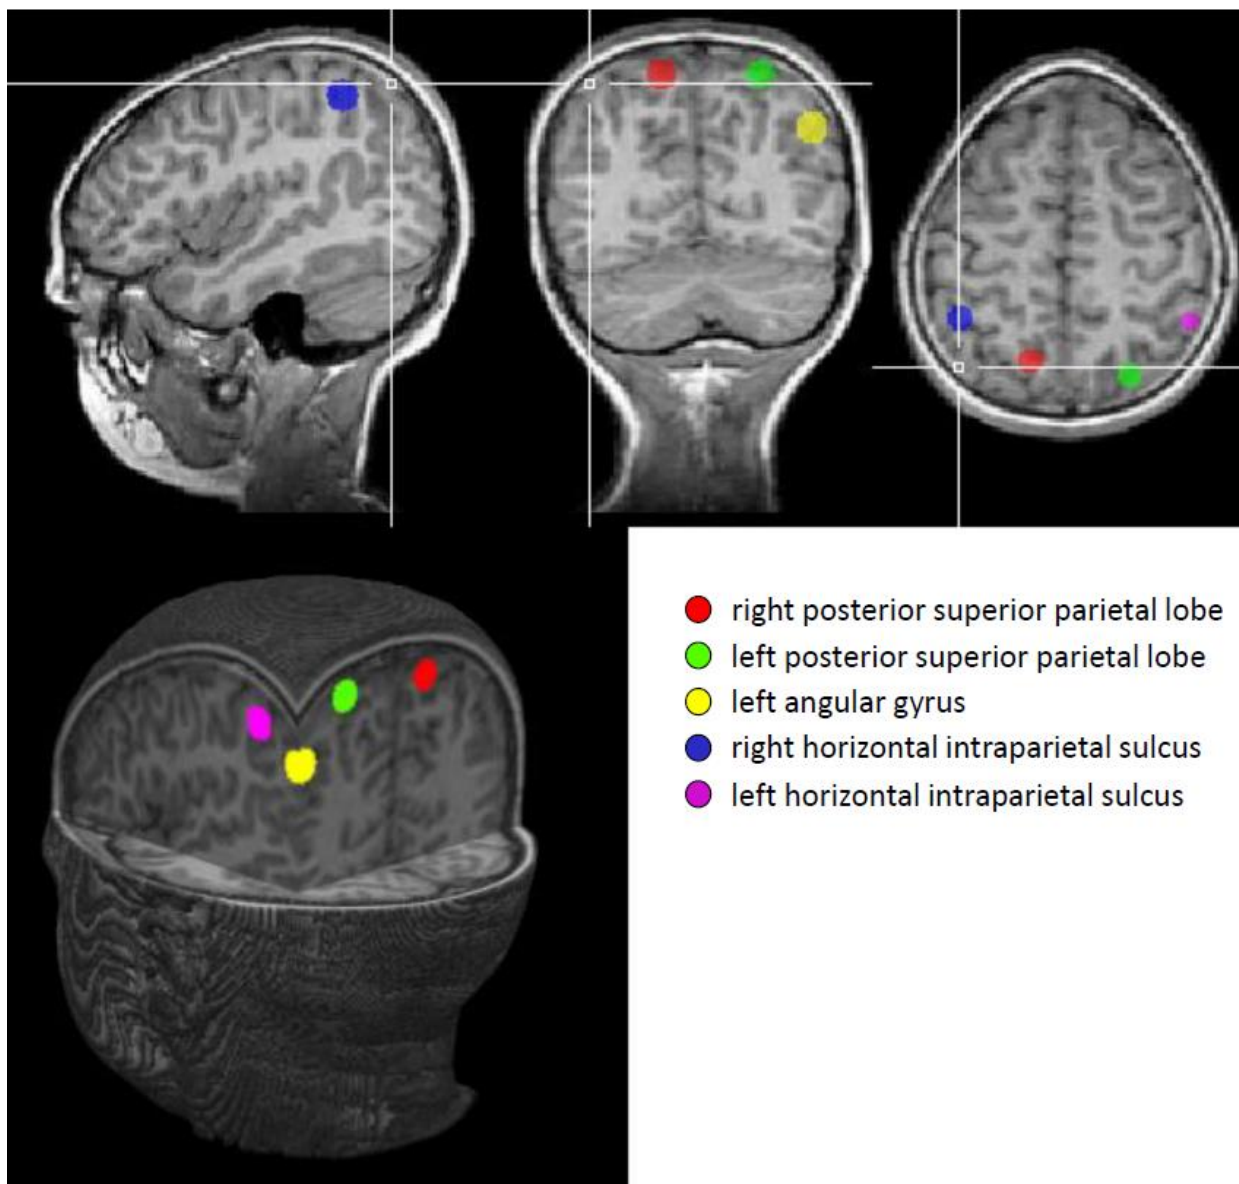 right posterior superior parietal lobe
left posterior superior parietal lobe
left angular gyrus
right horizontal intraparietal sulcus
left horizontal intraparietal sulcus